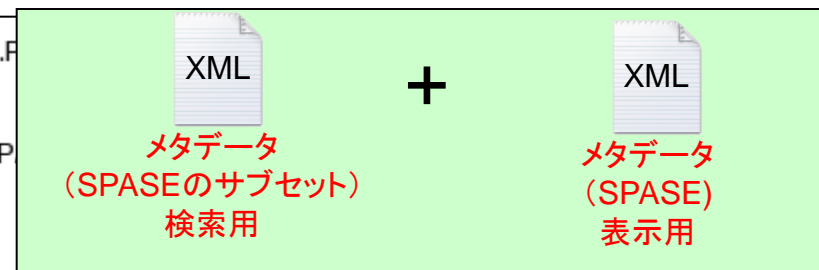 .P
XML
+
XML
P
メタデータ
(SPASEのサブセット)
検索用
メタデータ
(SPASE)
表示用